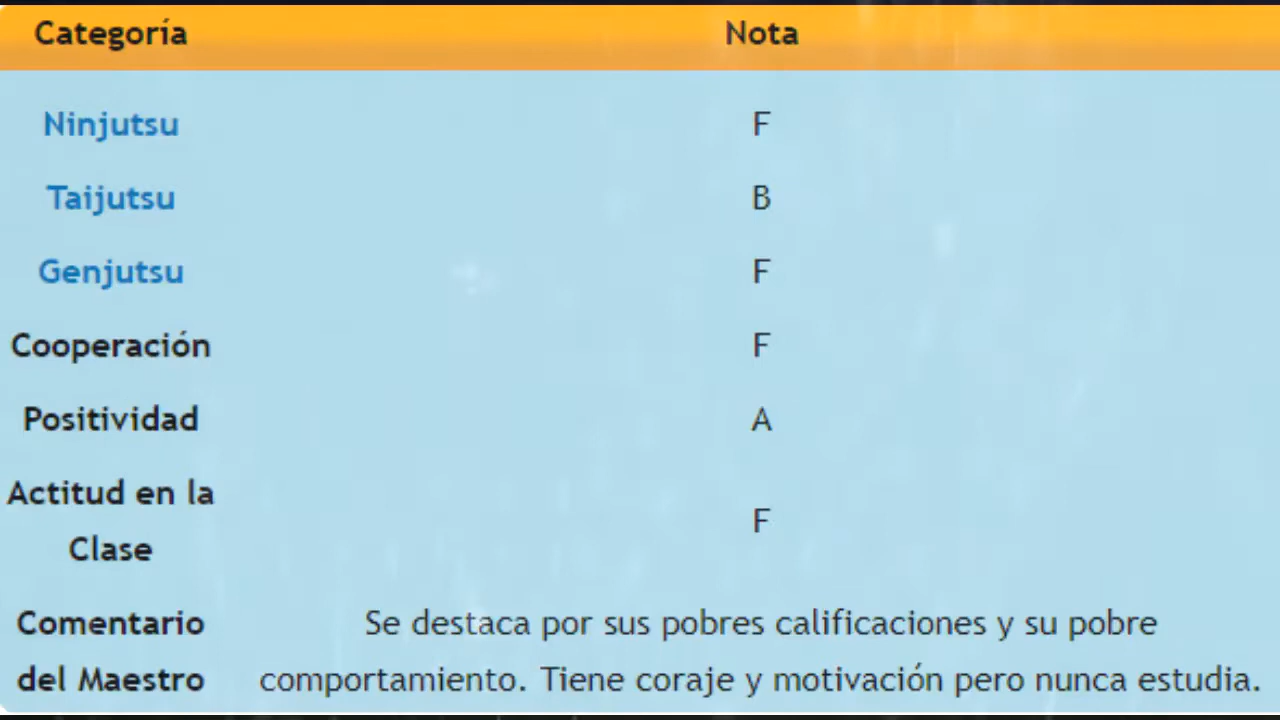 Categoría Nota
Ninjutsu F
Taijutsu B
Genjutsu F
Cooperación F
Positividad A
Actitud en la
Clase F
Comentario Se destaca por sus pobres calificaciones y su pobre
del Maestro comportamiento. Tiene coraje y motivación pero nunca estudia.